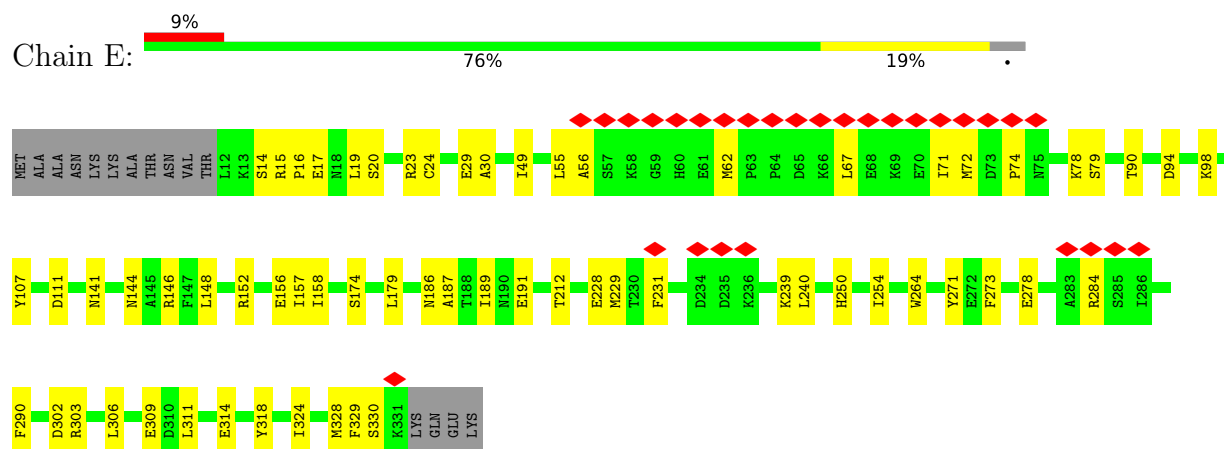 9%
Chain E:
76% 19% •
MET ALA ALA ASN LYS LYS ALA THR ASN VAL THR L12 K13 S14 R15 P16 E17 N18 L19 S20 R23 C24 E29 A30 I49 L55 A56 S57 K58 G59 H60 E61 M62 P63 P64 D65 K66 L67 E68 K69 E70 I71 M72 D73 P74 N75 K78 S79 T90 D94 K98
Y107 D111 N141 N144 A145 R146 F147 L148 R152 E156 I157 I158 S174 L179 N186 A187 T188 I189 N190 E191 T212 E228 M229 T230 F231 D234 D235 K236 K239 L240 H250 I254 W264 Y271 E272 F273 E278 A283 R284 S285 I286
F290 D302 R303 L306 E309 D310 L311 E314 Y318 I324 M328 F329 S330 K331 LYS GLN GLU LYS